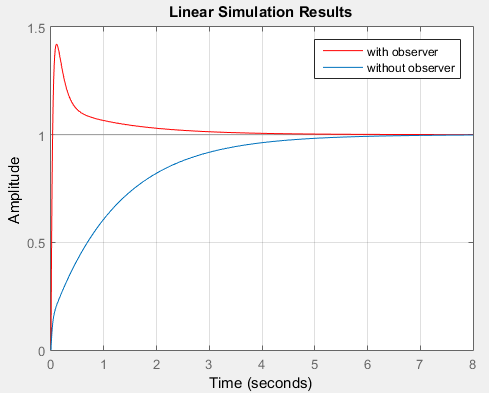 Linear Simulation Results
1.5
1
0.5
0
Amplitude
with observer
without observer
0 1 2 3 4 5 6 7 8
Time (seconds)